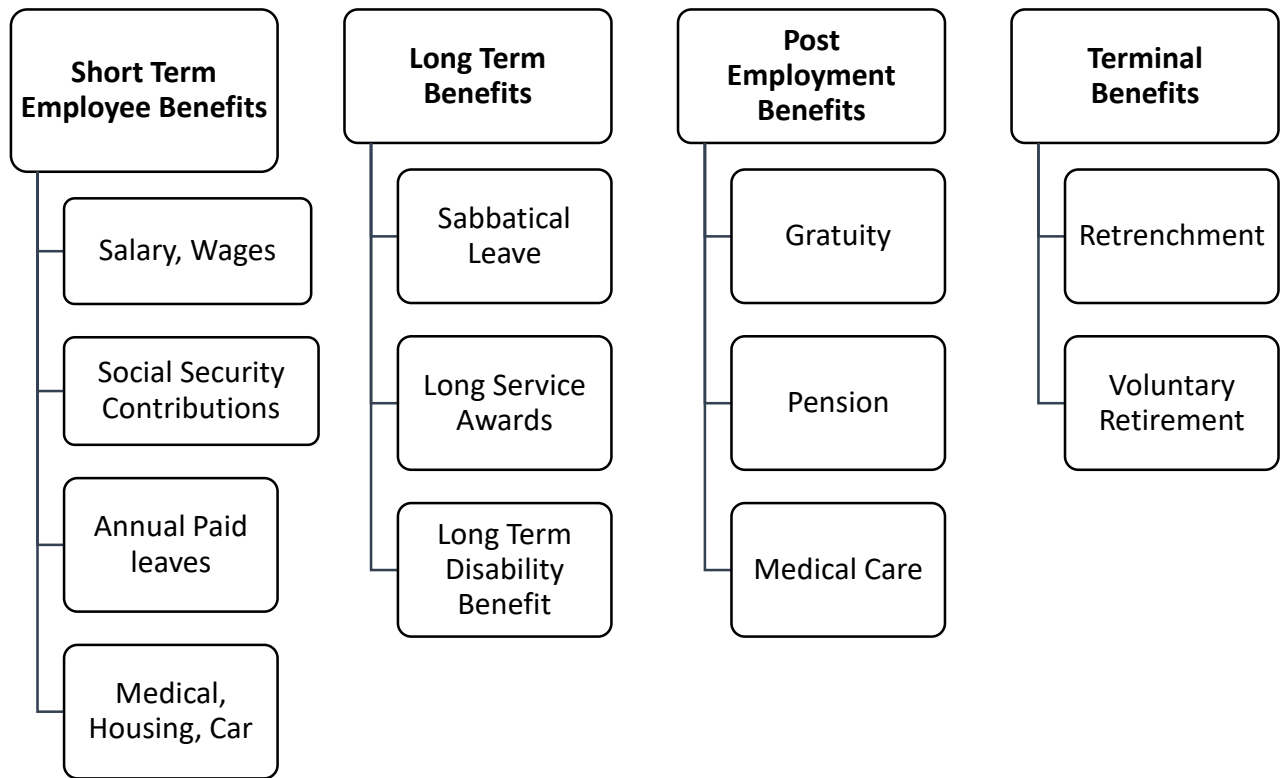 Short Term
Employee Benefits
Salary, Wages
Social Security
Contributions
Annual Paid
leaves
Medical,
Housing, Car
Long Term
Benefits
Sabbatical
Leave
Long Service
Awards
Long Term
Disability
Benefit
Post
Employment
Benefits
Gratuity
Pension
Medical Care
Terminal
Benefits
Retrenchment
Voluntary
Retirement